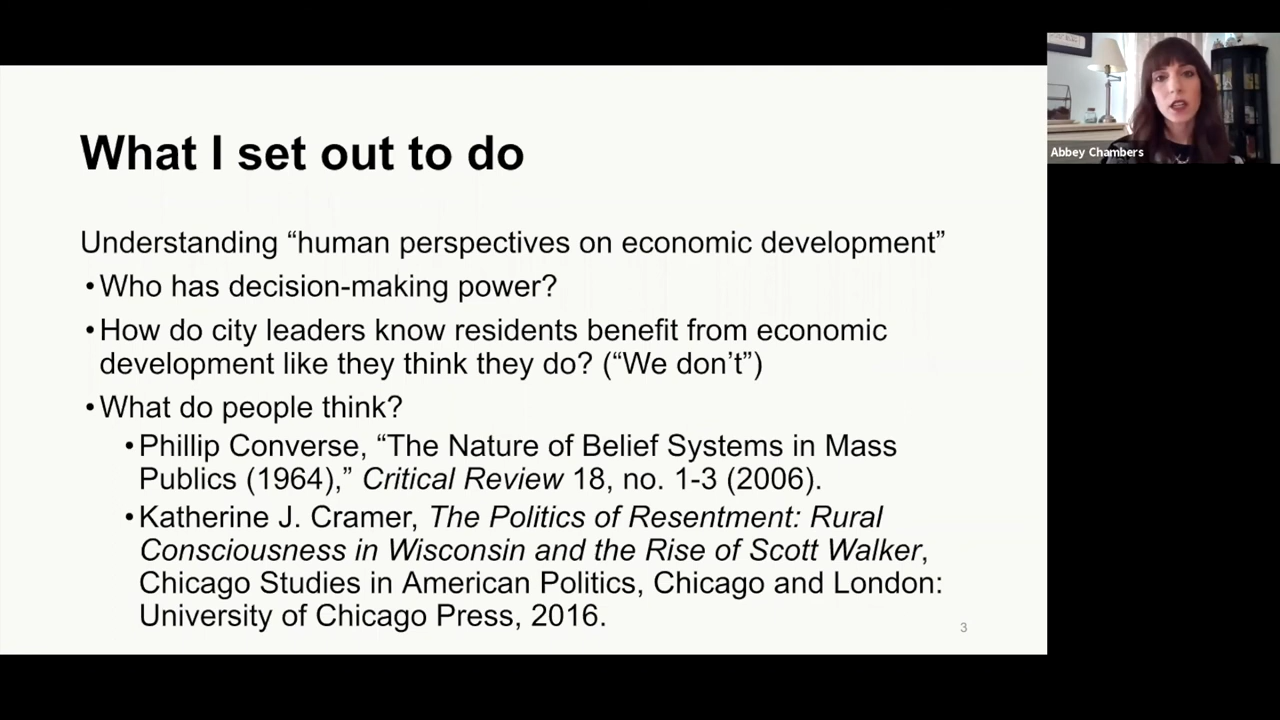 What I set out to do
Understanding “human perspectives on economic development”
•Who has decision-making power?
•How do city leaders know residents benefit from economic
development like they think they do? (“We don’t”)
•What do people think?
•Phillip Converse, “The Nature of Belief Systems in Mass
Publics (1964),” Critical Review 18, no. 1-3 (2006).
•Katherine J. Cramer, The Politics of Resentment: Rural
Consciousness in Wisconsin and the Rise of Scott Walker,
Chicago Studies in American Politics, Chicago and London:
University of Chicago Press, 2016.
3
Abbey Chambers